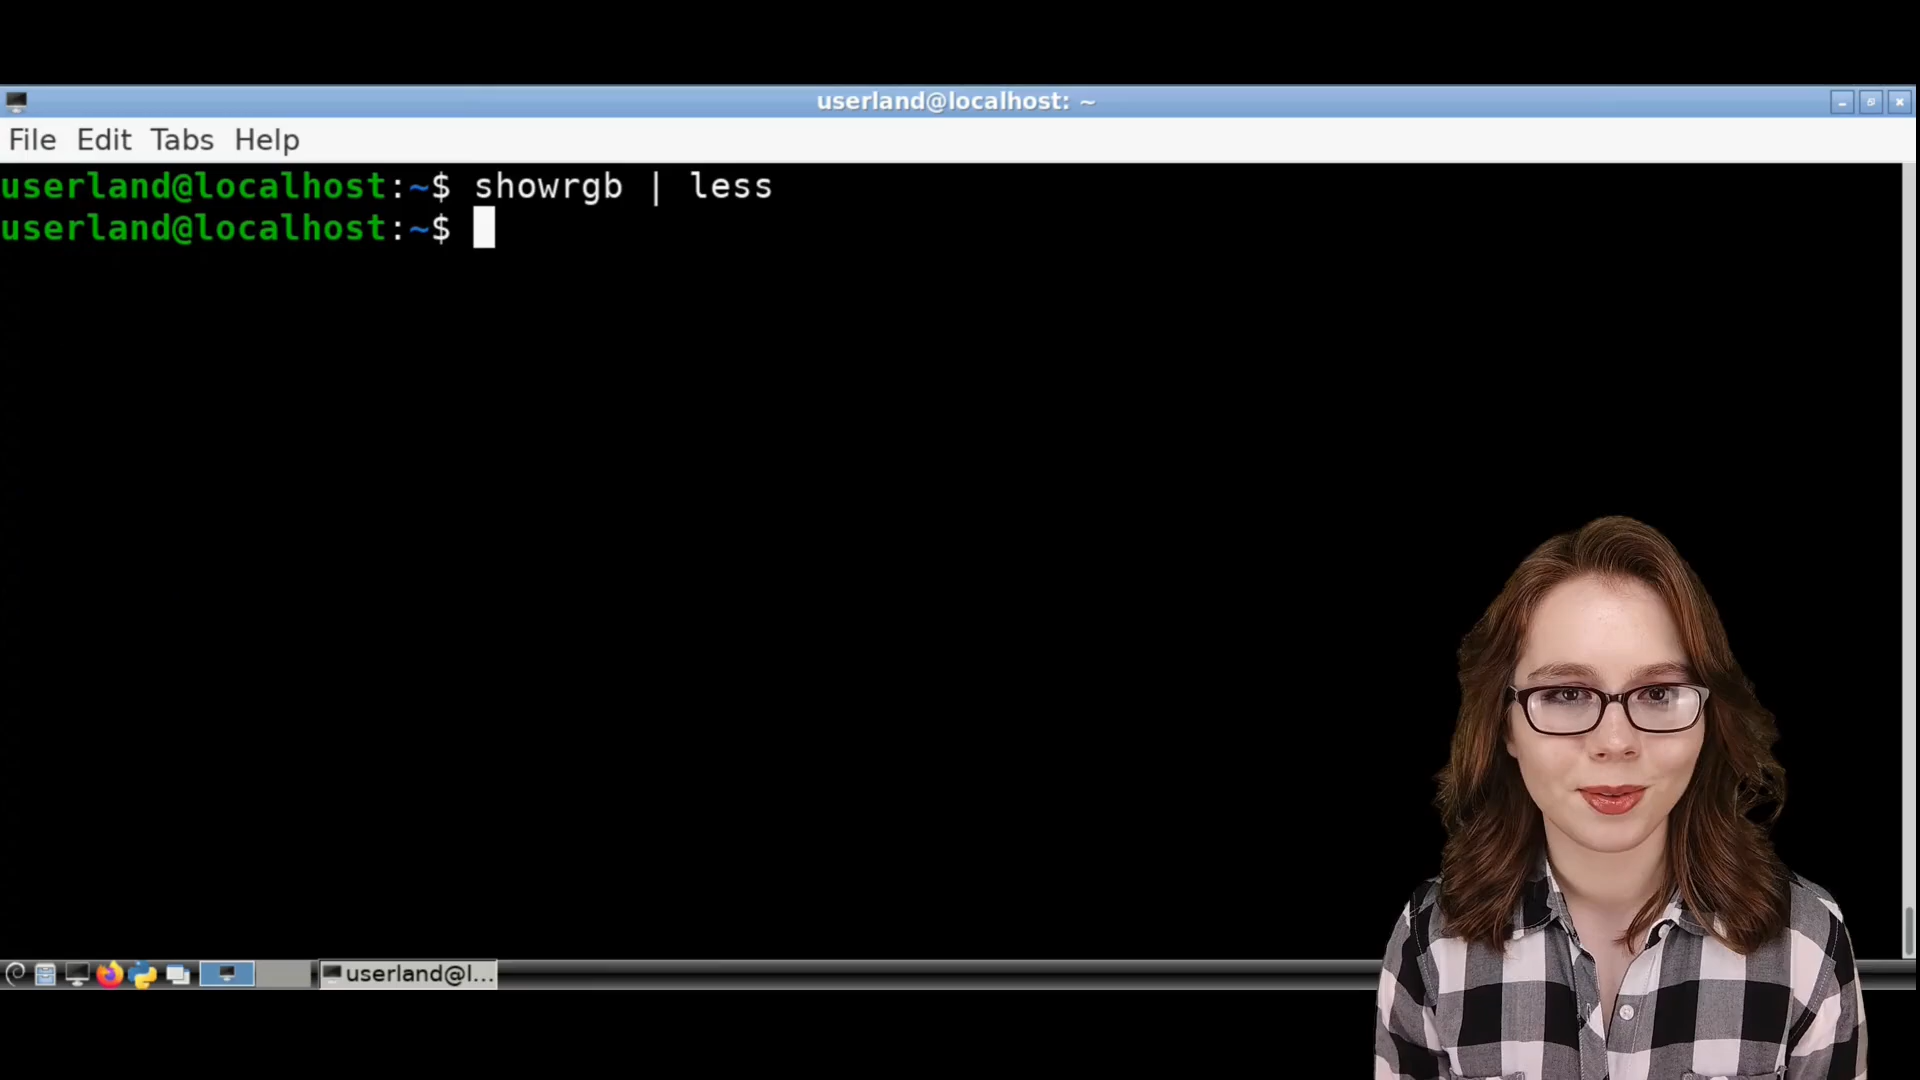 userland@localhost: ~
File Edit Tabs Help
userland@localhost:~$ showrgb | less
userland@localhost:~$
userland@l...